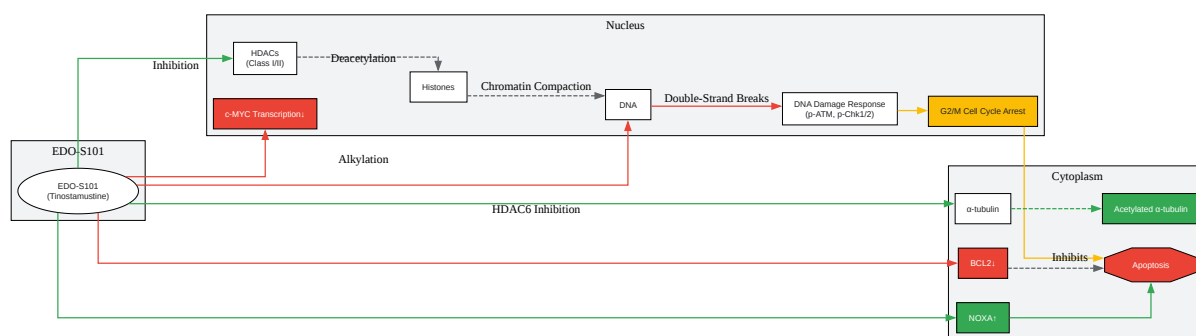 Nucleus
HDACs
(Class I/II)
Inhibition
Deacetylation
Histones
Chromatin Compaction
c-MYC Transcription↓
DNA
Double-Strand Breaks
DNA Damage Response
(p-ATM, p-Chk1/2)
G2/M Cell Cycle Arrest
EDO-S101
EDO-S101
(Tinostamustine)
Alkylation
HDAC6 Inhibition
Cytoplasm
α-tubulin
Acetylated α-tubulin
BCL2↓
Inhibits
Apoptosis
NOXA↑